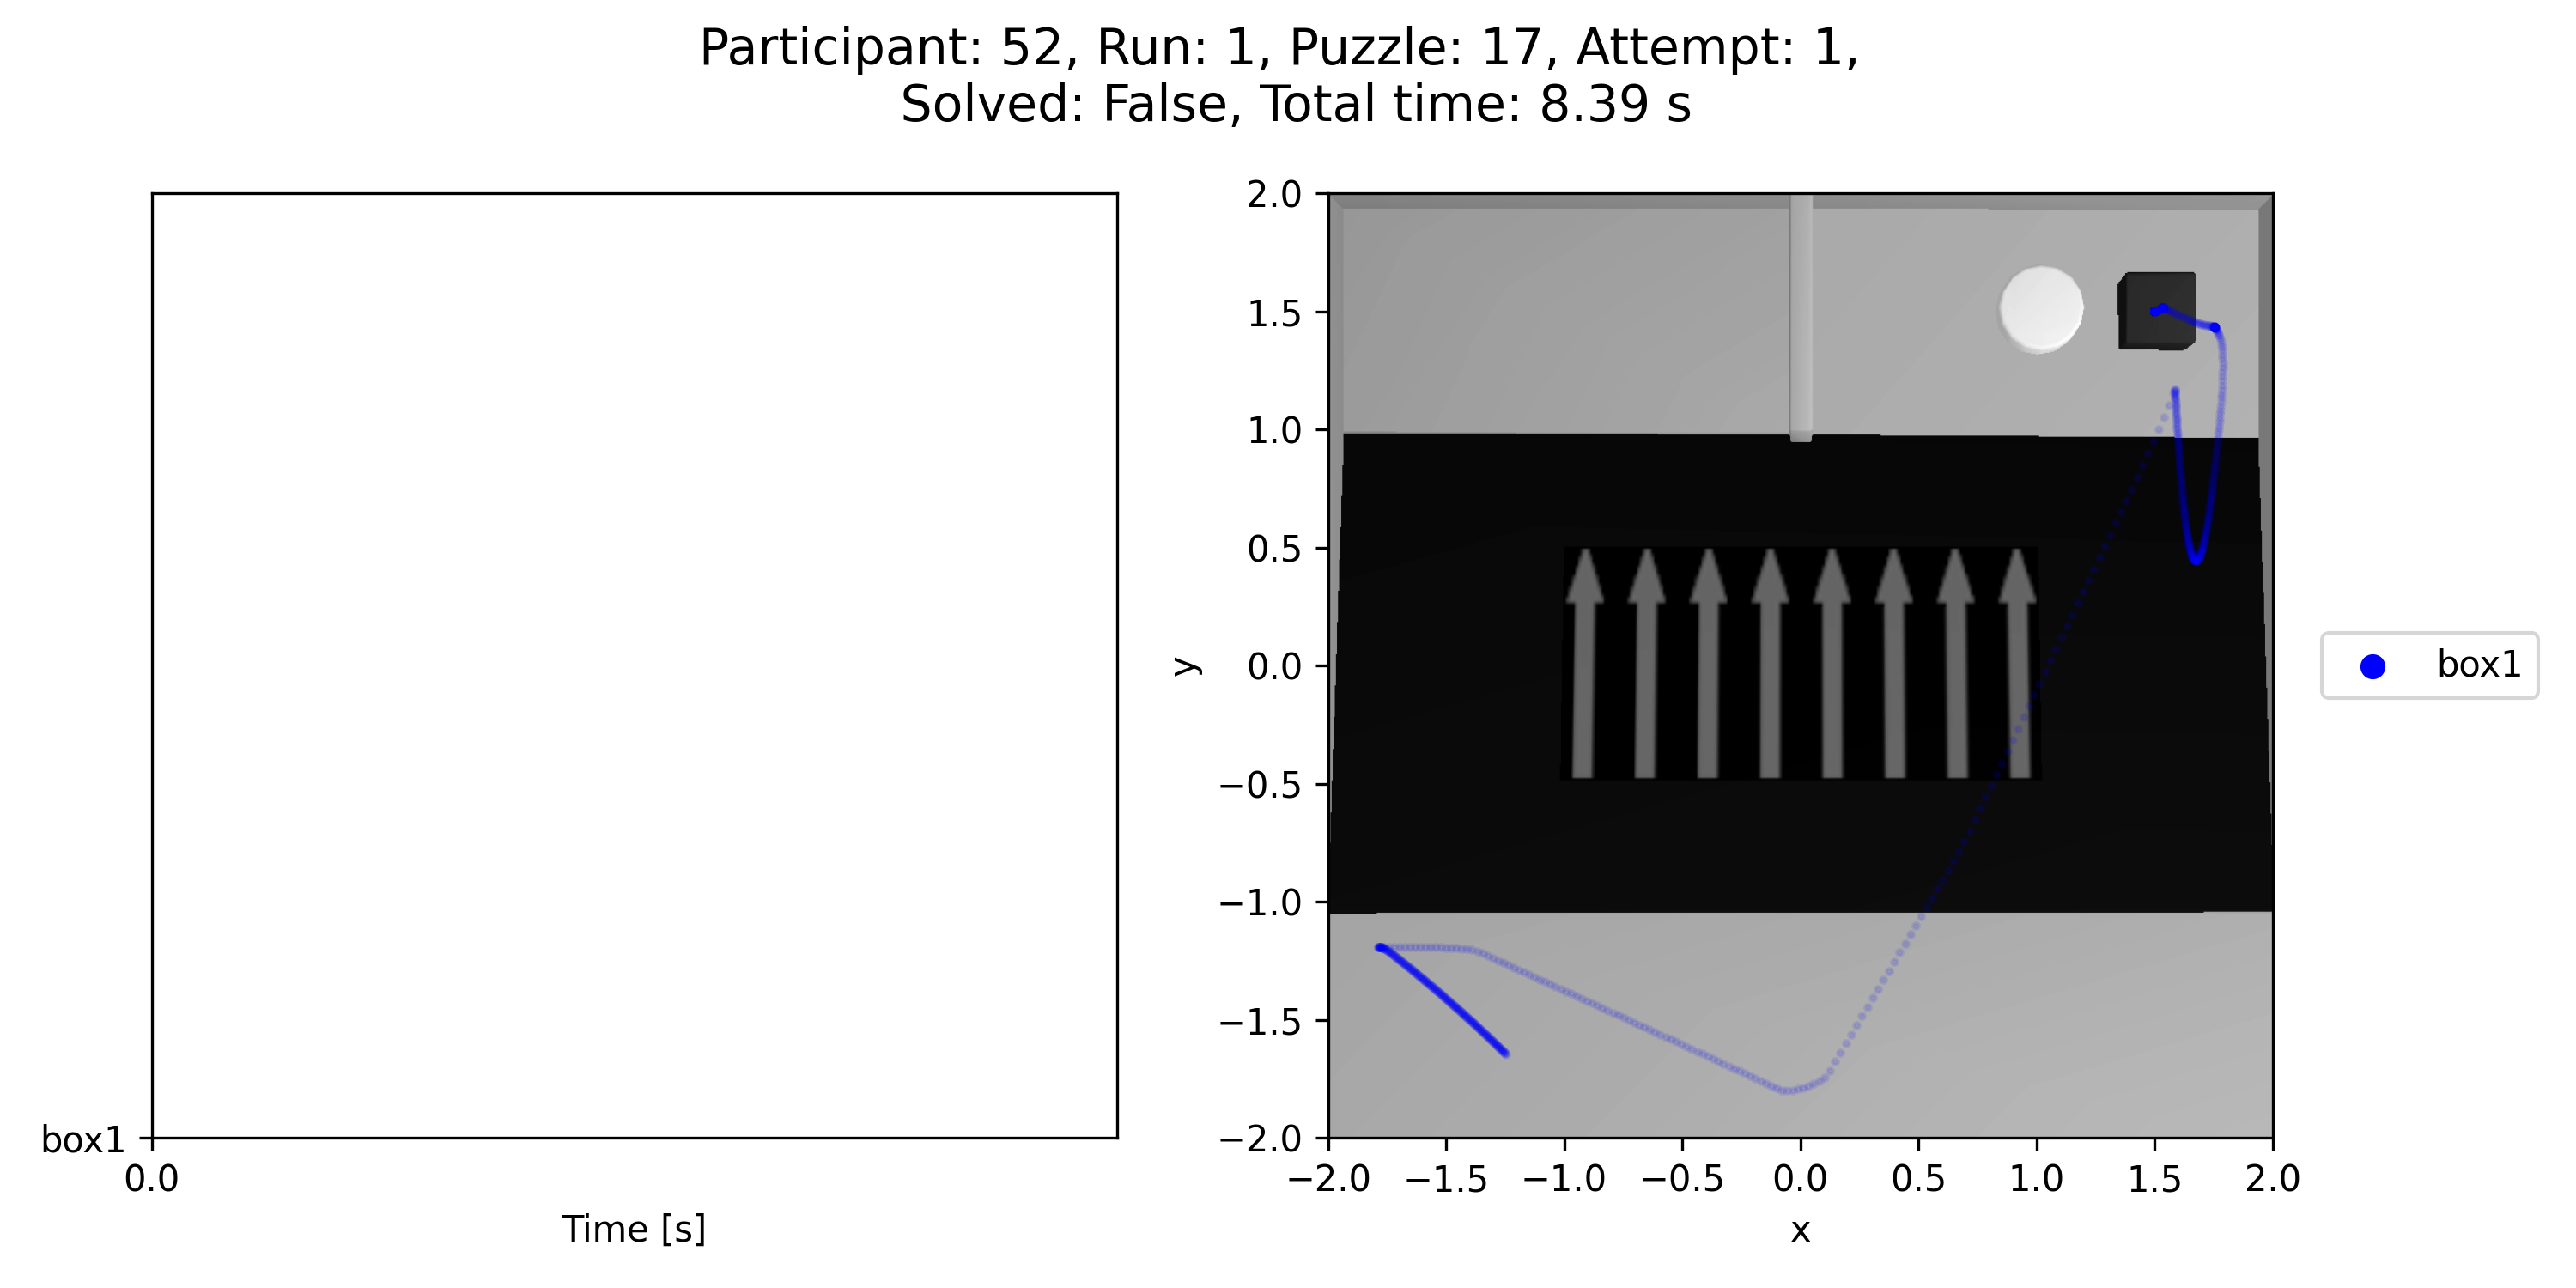 Participant: 52, Run: 1, Puzzle: 17, Attempt: 1,
Solved: False, Total time: 8.39 s
box1
0.0
Time [s]
2.0
1.5
1.0
0.5
0.0
−0.5
−1.0
−1.5
−2.0
y
−2.0 −1.5 −1.0 −0.5 0.0 0.5 1.0 1.5 2.0
x
box1